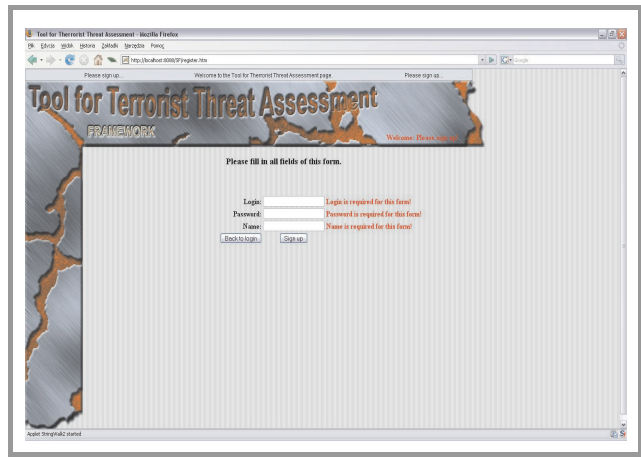 Tool for Therrorist Threat Assessment - Mozilla Firefox
Plik Edycja Widok Historia Zakładki Narzędzia Pomoc
http://localhost:8080/SF/register.htm
Google
Please sign up... Welcome to the Tool for Therrorist Threat Assessment page. Please sign up...
Tool for Terrorist Threat Assessment
FRAMEWORK
Welcome: Please
Please fill in all fields of this form.
Login: Login is required for this form!
Password: Password is required for this form!
Name: Name is required for this form!
Back to login Sign up
Applet StringWalk2 started